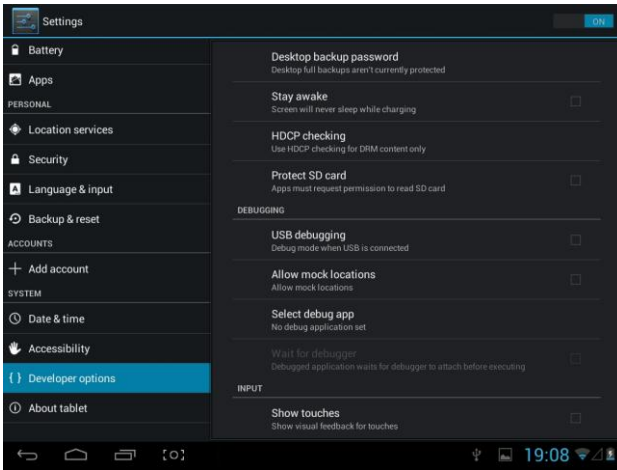 Settings
ON
Battery
Apps
PERSONAL
Location services
Security
Language & input
Backup & reset
ACCOUNTS
Add account
SYSTEM
Date & time
Accessibility
{ } Developer options
About tablet
Desktop backup password
Desktop full backups aren't currently protected
Stay awake
Screen will never sleep while charging
HDCP checking
Use HDCP checking for DRM content only
Protect SD card
Apps must request permission to read SD card
DEBUGGING
USB debugging
Debug mode when USB is connected
Allow mock locations
Allow mock locations
Select debug app
No debug application set
Wait for debugger
Debugged application waits for debugger to attach before executing
INPUT
Show touches
Show visual feedback for touches
19:08